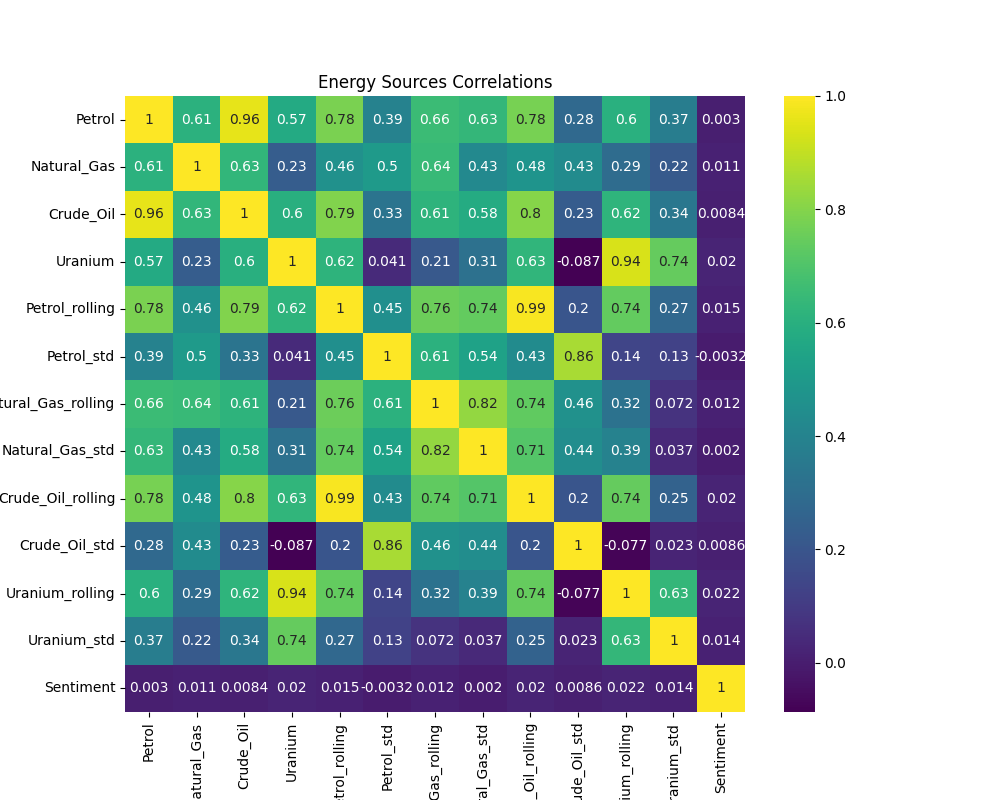 Energy Sources Correlations
Petrol 1 0.61 0.96 0.57 0.78 0.39 0.66 0.63 0.78 0.28 0.6 0.37 0.003
Natural_Gas 0.61 1 0.63 0.23 0.46 0.5 0.64 0.43 0.48 0.43 0.29 0.22 0.011
Crude_Oil 0.96 0.63 1 0.6 0.79 0.33 0.61 0.58 0.8 0.23 0.62 0.34 0.0084
Uranium 0.57 0.23 0.6 1 0.62 0.041 0.21 0.31 0.63 -0.087 0.94 0.74 0.02
Petrol_rolling 0.78 0.46 0.79 0.62 1 0.45 0.76 0.74 0.99 0.2 0.74 0.27 0.015
Petrol_std 0.39 0.5 0.33 0.041 0.45 1 0.61 0.54 0.43 0.86 0.14 0.13 -0.0032
tural_Gas_rolling 0.66 0.64 0.61 0.21 0.76 0.61 1 0.82 0.74 0.46 0.32 0.072 0.012
Natural_Gas_std 0.63 0.43 0.58 0.31 0.74 0.54 0.82 1 0.71 0.44 0.39 0.037 0.002
Crude_Oil_rolling 0.78 0.48 0.8 0.63 0.99 0.43 0.74 0.71 1 0.2 0.74 0.25 0.02
Crude_Oil_std 0.28 0.43 0.23 -0.087 0.2 0.86 0.46 0.44 0.2 1 -0.077 0.023 0.0086
Uranium_rolling 0.6 0.29 0.62 0.94 0.74 0.14 0.32 0.39 0.74 -0.077 1 0.63 0.022
Uranium_std 0.37 0.22 0.34 0.74 0.27 0.13 0.072 0.037 0.25 0.023 0.63 1 0.014
Sentiment 0.003 0.011 0.0084 0.02 0.015 -0.0032 0.012 0.002 0.02 0.0086 0.022 0.014 1
Petrol
atural_Gas
Crude_Oil
Uranium
trol_rolling
Petrol_std
Gas_rolling
ral_Gas_std
_Oil_rolling
ude_Oil_std
ium_rolling
ranium_std
Sentiment
1.0
0.8
0.6
0.4
0.2
0.0